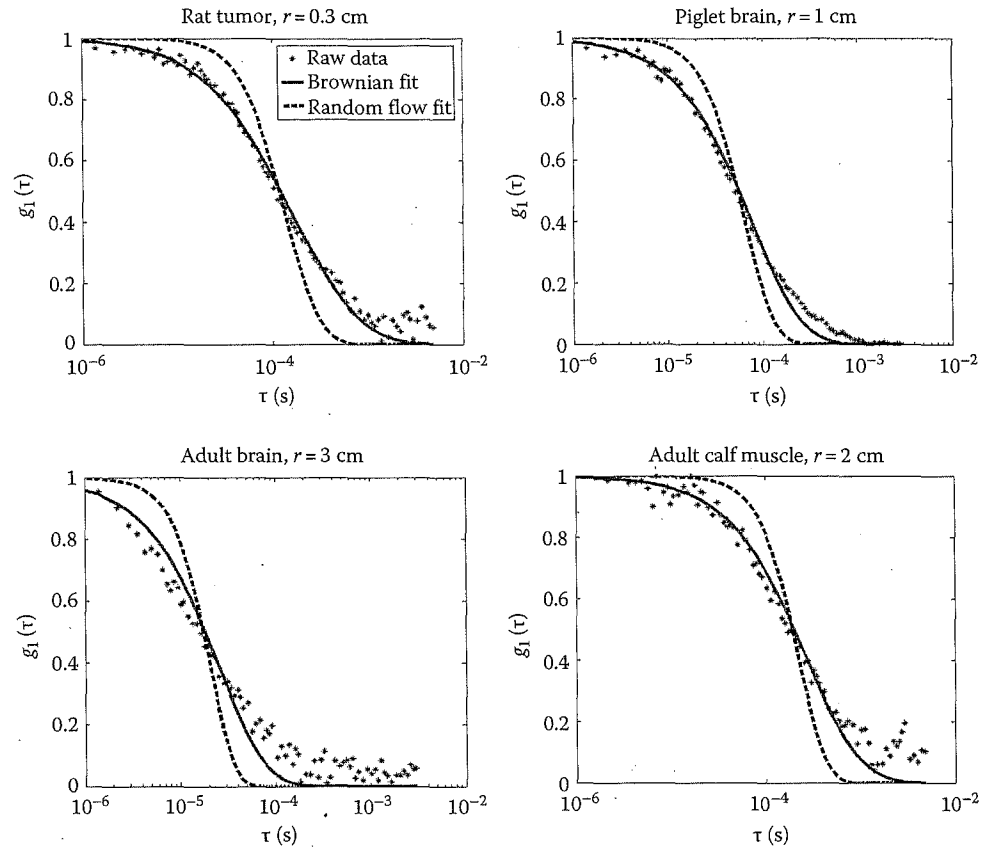 Rat tumor, r = 0.3 cm
1
0.8
0.6
0.4
0.2
0
g₁ (τ)
Raw data
Brownian fit
Random flow fit
10⁻⁶
10⁻⁵
10⁻⁴
10⁻³
10⁻²
τ (s)
Piglet brain, r = 1 cm
1
0.8
0.6
0.4
0.2
0
g₁ (τ)
10⁻⁶
10⁻⁵
10⁻⁴
10⁻³
10⁻²
τ (s)
Adult brain, r = 3 cm
1
0.8
0.6
0.4
0.2
0
g₁ (τ)
10⁻⁶
10⁻⁵
10⁻⁴
10⁻³
10⁻²
τ (s)
Adult calf muscle, r = 2 cm
1
0.8
0.6
0.4
0.2
0
g₁ (τ)
10⁻⁶
10⁻⁴
10⁻²
τ (s)